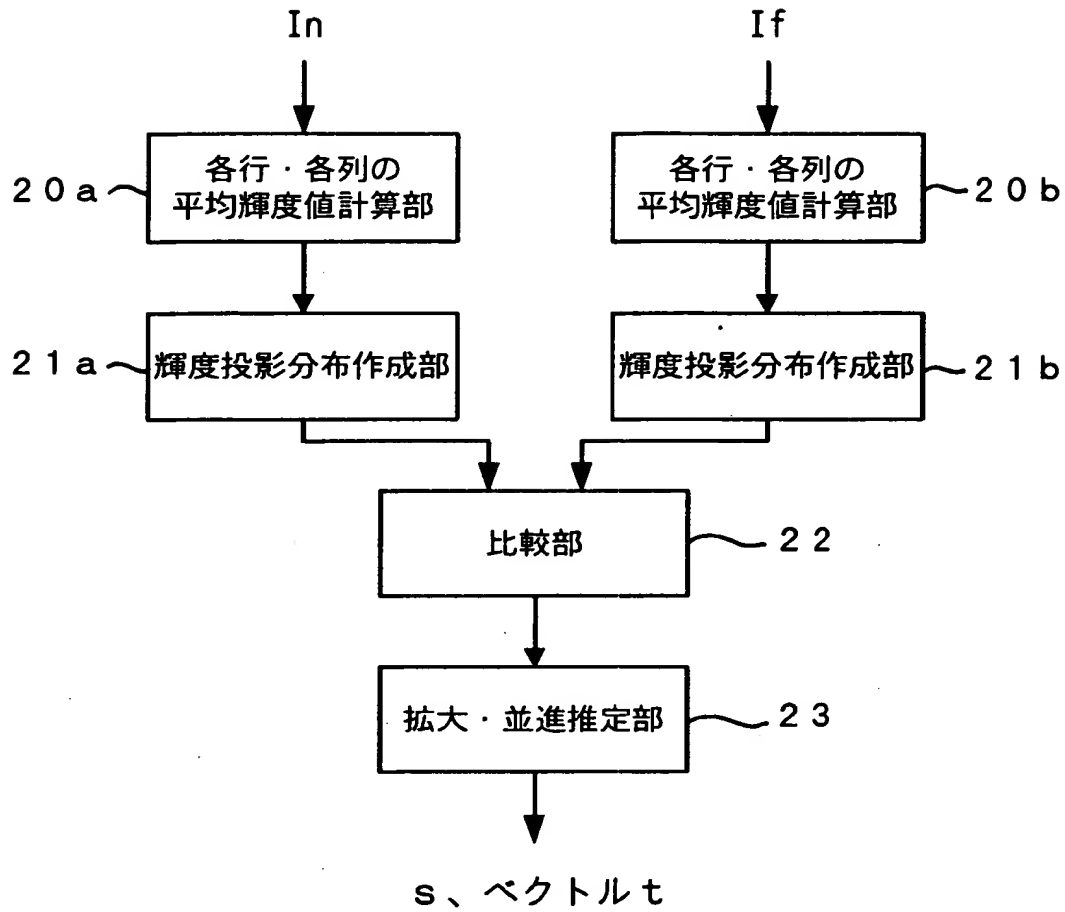 In
If
20a
各行・各列の
平均輝度値計算部
各行・各列の
平均輝度値計算部
20b
21a
輝度投影分布作成部
輝度投影分布作成部
21b
比較部
22
拡大・並進推定部
23
s、ベクトルt